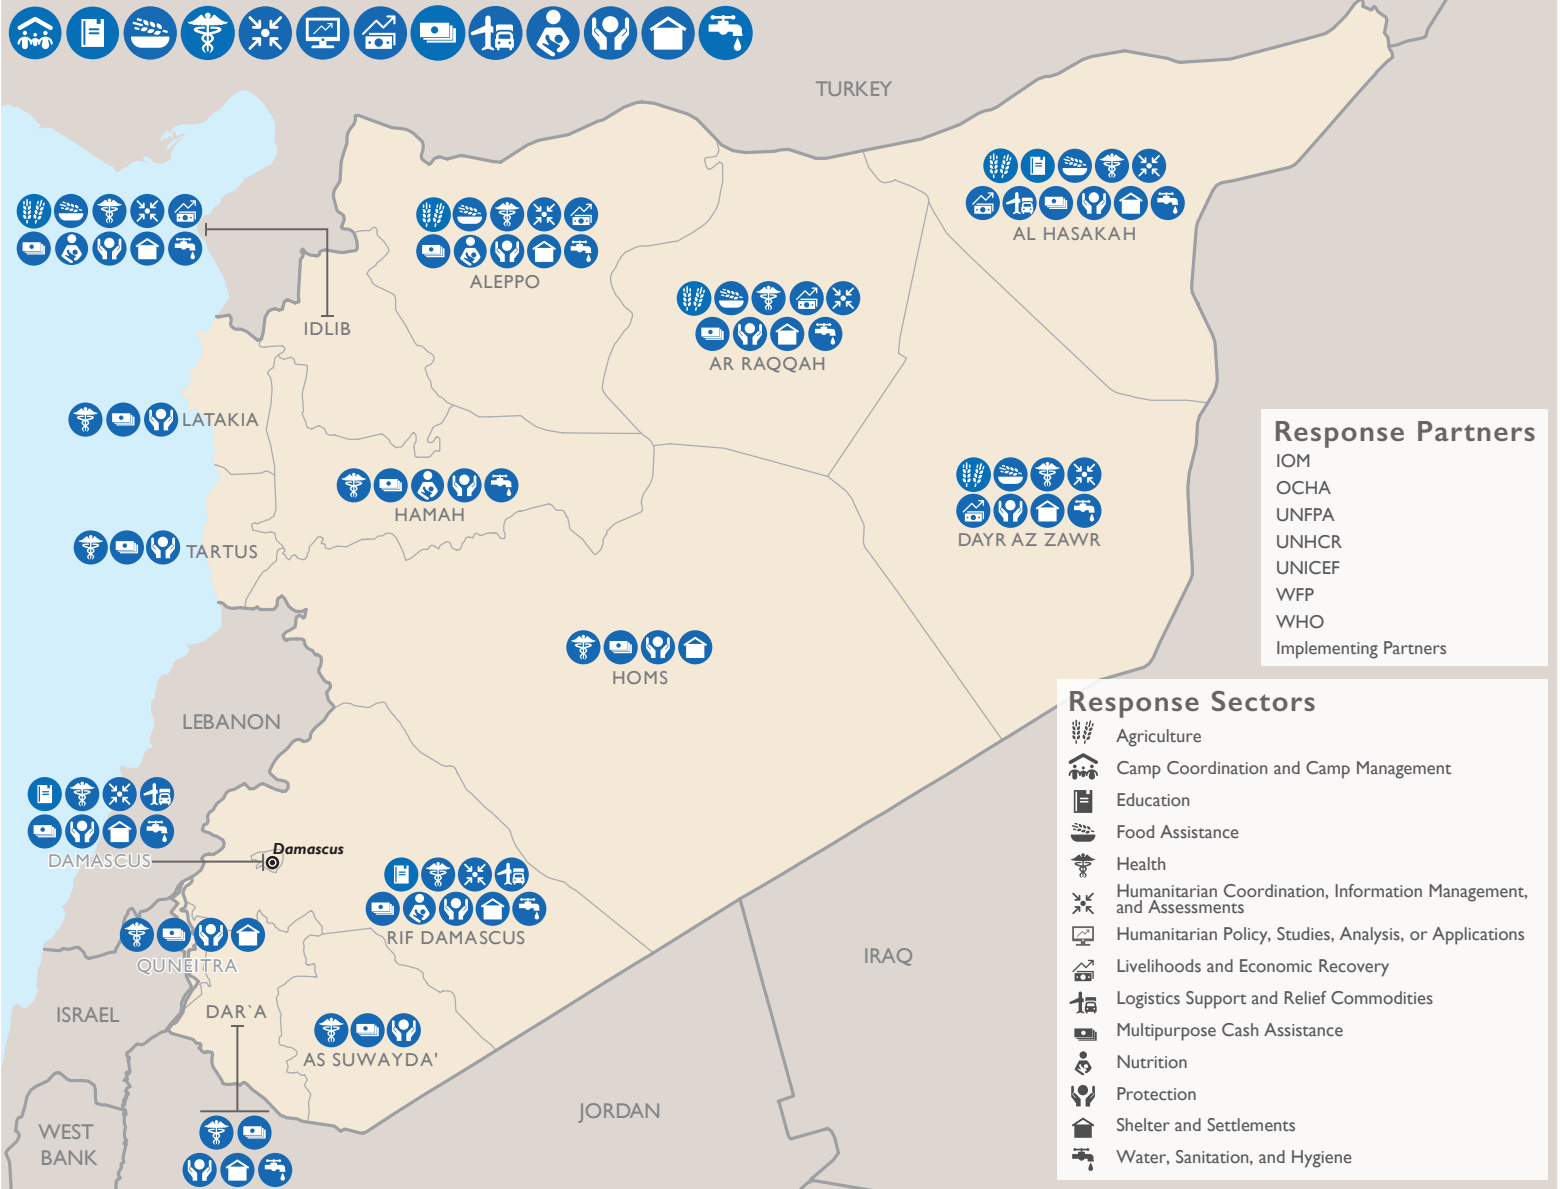 TURKEY
AL HASAKAH
ALEPPO
IDLIB
AR RAQQAH
LATAKIA
HAMAH
DAYR AZ ZAWR
TARTUS
HOMS
LEBANON
Damascus
DAMASCUS
RIF DAMASCUS
QUNEITRA
IRAQ
ISRAEL
DAR`A
AS SUWAYDA'
JORDAN
WEST
BANK
Response Partners
IOM
OCHA
UNFPA
UNHCR
UNICEF
WFP
WHO
Implementing Partners
Response Sectors
Agriculture
Camp Coordination and Camp Management
Education
Food Assistance
Health
Humanitarian Coordination, Information Management,
and Assessments
Humanitarian Policy, Studies, Analysis, or Applications
Livelihoods and Economic Recovery
Logistics Support and Relief Commodities
Multipurpose Cash Assistance
Nutrition
Protection
Shelter and Settlements
Water, Sanitation, and Hygiene